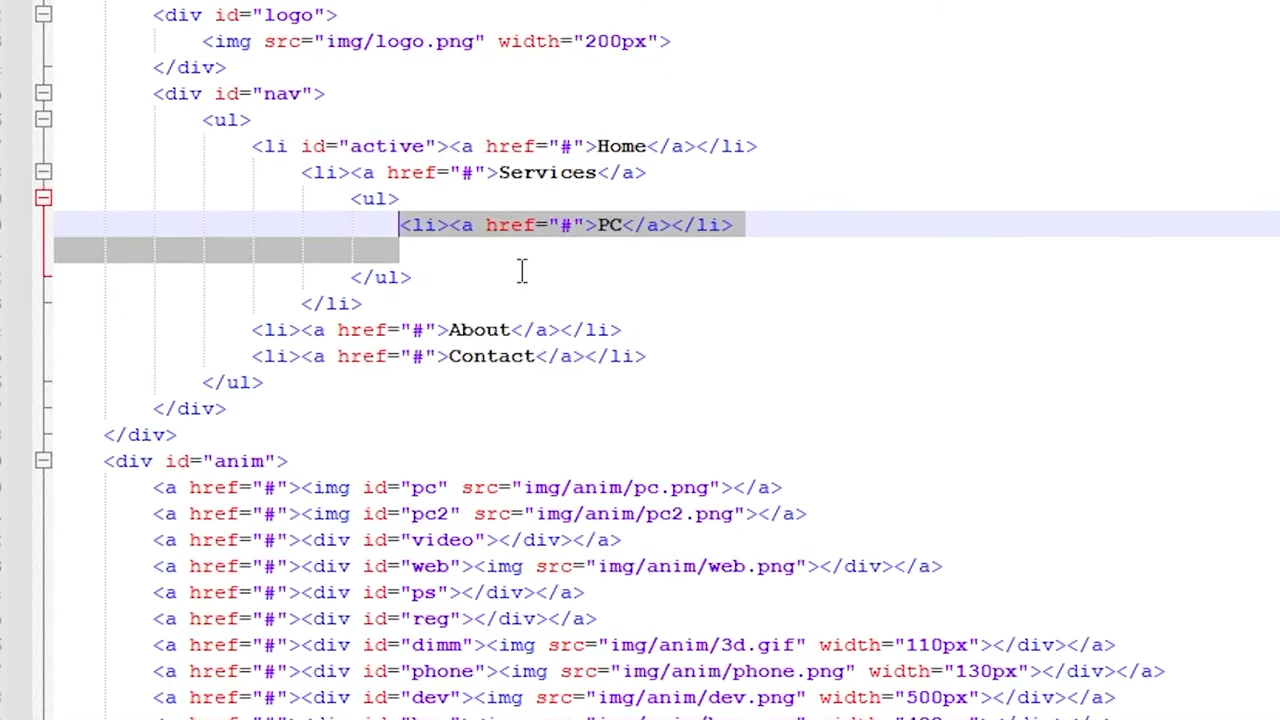 <div id="logo">
<img src="img/logo.png" width="200px">
</div>
<div id="nav">
<ul>
<li id="active"><a href="#">Home</a></li>
<li><a href="#">Services</a>
<ul>
<li><a href="#">PC</a></li>
</ul>
</li>
<li><a href="#">About</a></li>
<li><a href="#">Contact</a></li>
</ul>
</div>
</div>
<div id="anim">
<a href="#"><img id="pc" src="img/anim/pc.png"></a>
<a href="#"><img id="pc2" src="img/anim/pc2.png"></a>
<a href="#"><div id="video"></div></a>
<a href="#"><div id="web"><img src="img/anim/web.png"></div></a>
<a href="#"><div id="ps"></div></a>
<a href="#"><div id="reg"></div></a>
<a href="#"><div id="dimm"><img src="img/anim/3d.gif" width="110px"></div></a>
<a href="#"><div id="phone"><img src="img/anim/phone.png" width="130px"></div></a>
<a href="#"><div id="dev"><img src="img/anim/dev.png" width="500px"></div></a>